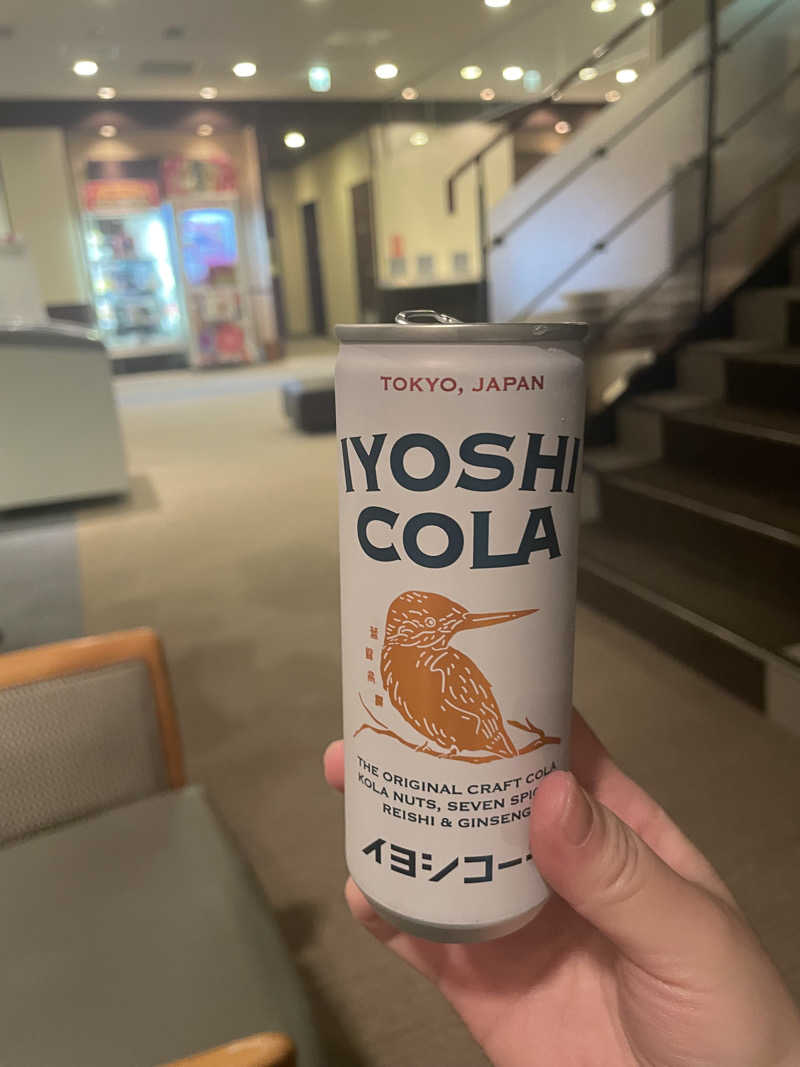 TOKYO, JAPAN
IYOSHI
COLA
THE ORIGINAL CRAFT COLA
KOLA NUTS, SEVEN
REISHI & GINSENG
イヨシコー